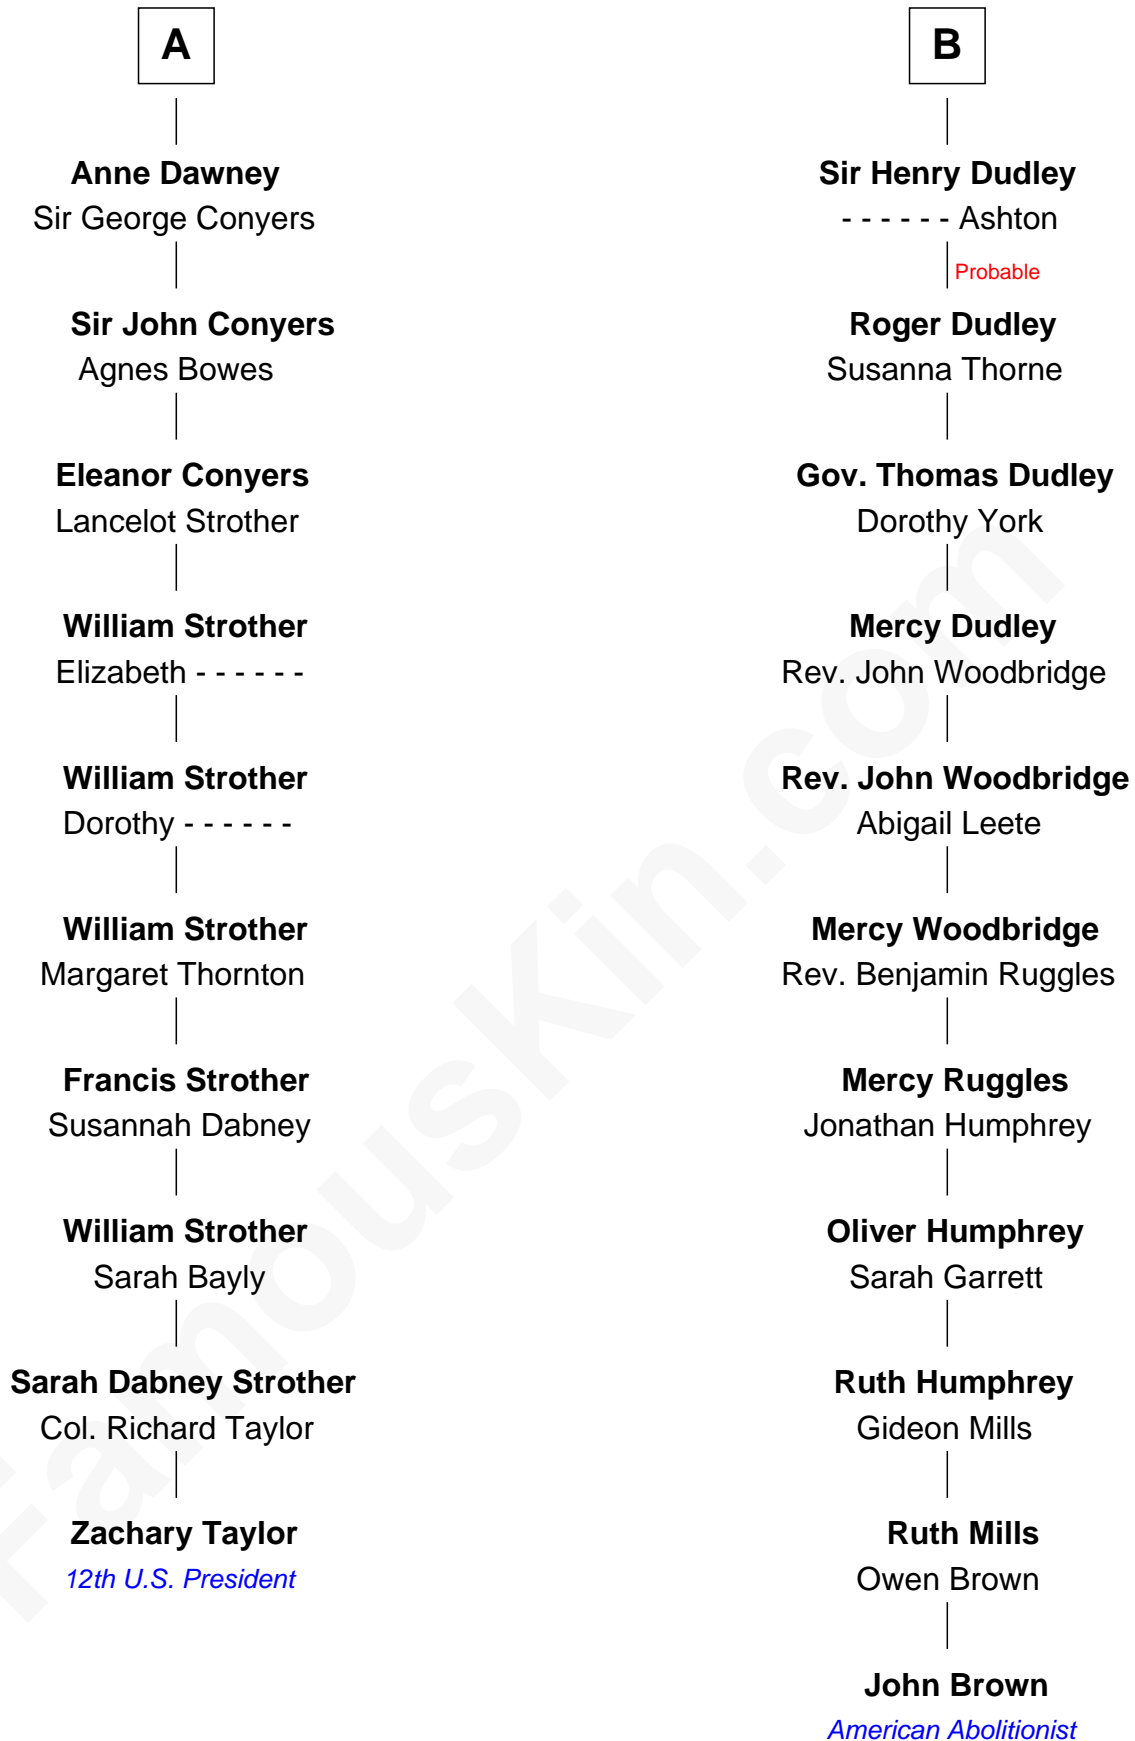 A
Anne Dawney
Sir George Conyers
Sir John Conyers
Agnes Bowes
Eleanor Conyers
Lancelot Strother
William Strother
Elizabeth - - - - - -
William Strother
Dorothy - - - - - -
William Strother
Margaret Thornton
Francis Strother
Susannah Dabney
William Strother
Sarah Bayly
Sarah Dabney Strother
Col. Richard Taylor
Zachary Taylor
12th U.S. President
B
Sir Henry Dudley
- - - - - - Ashton
Probable
Roger Dudley
Susanna Thorne
Gov. Thomas Dudley
Dorothy York
Mercy Dudley
Rev. John Woodbridge
Rev. John Woodbridge
Abigail Leete
Mercy Woodbridge
Rev. Benjamin Ruggles
Mercy Ruggles
Jonathan Humphrey
Oliver Humphrey
Sarah Garrett
Ruth Humphrey
Gideon Mills
Ruth Mills
Owen Brown
John Brown
American Abolitionist
FamousKin.com